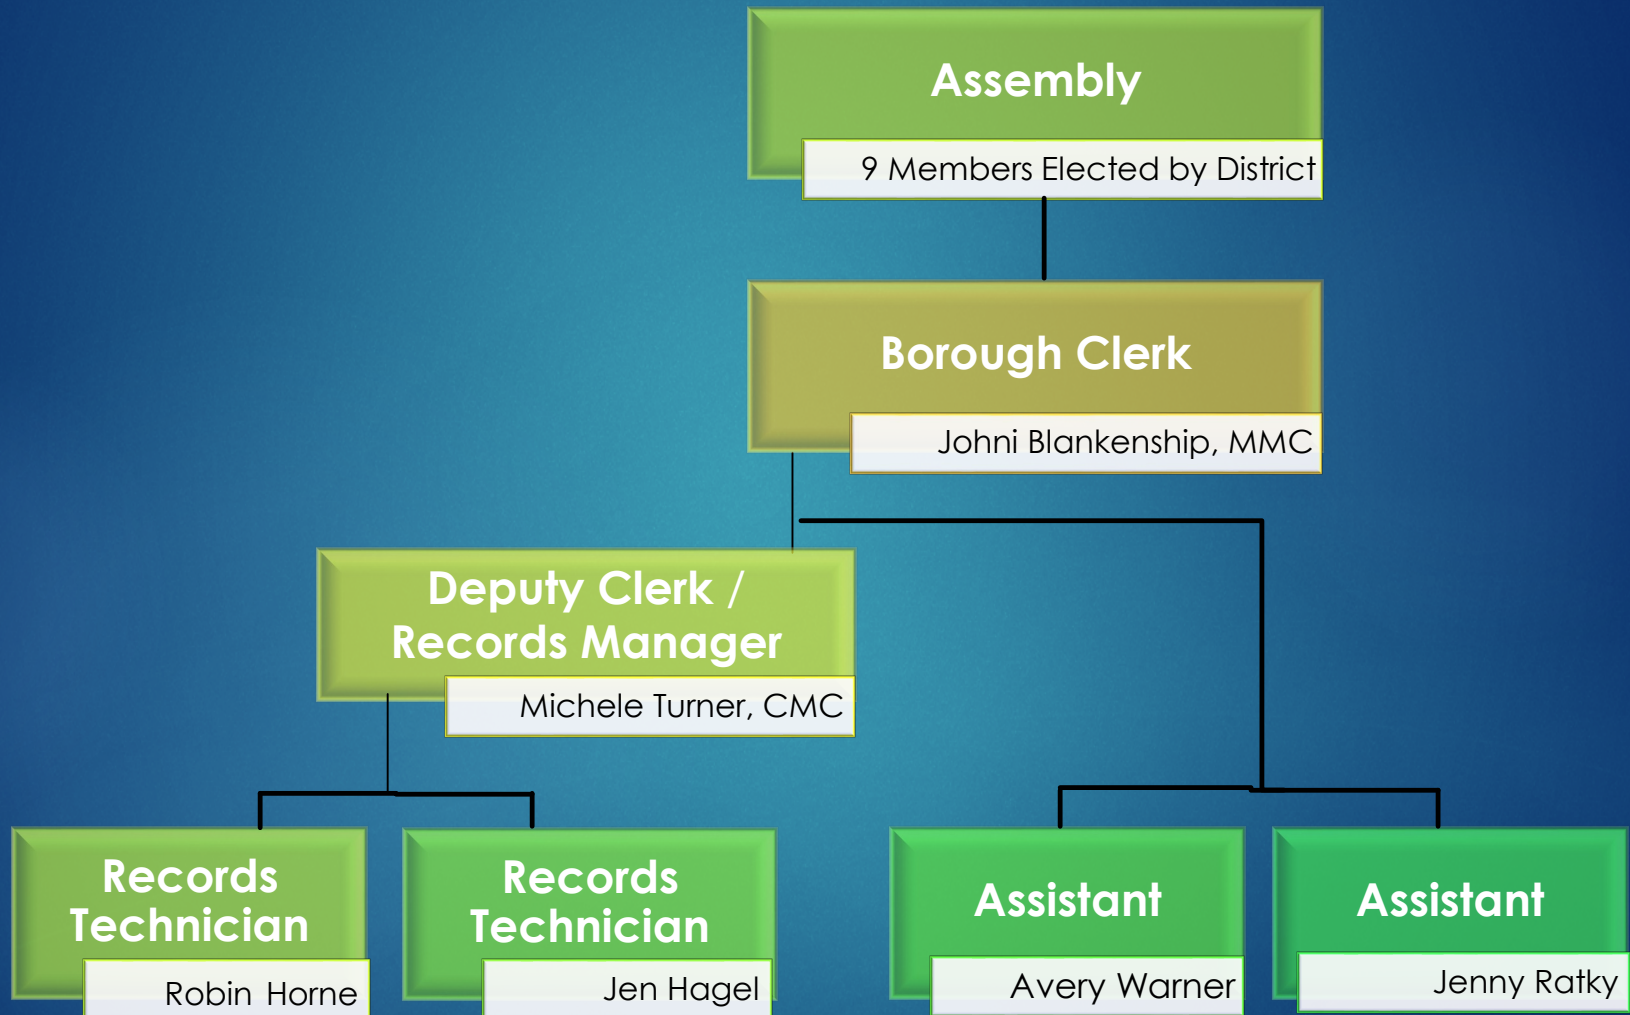 Assembly
9 Members Elected by District
Borough Clerk
Johni Blankenship, MMC
Deputy Clerk /
Records Manager
Michele Turner, CMC
Records
Technician
Robin Horne
Records
Technician
Jen Hagel
Assistant
Avery Warner
Assistant
Jenny Ratky